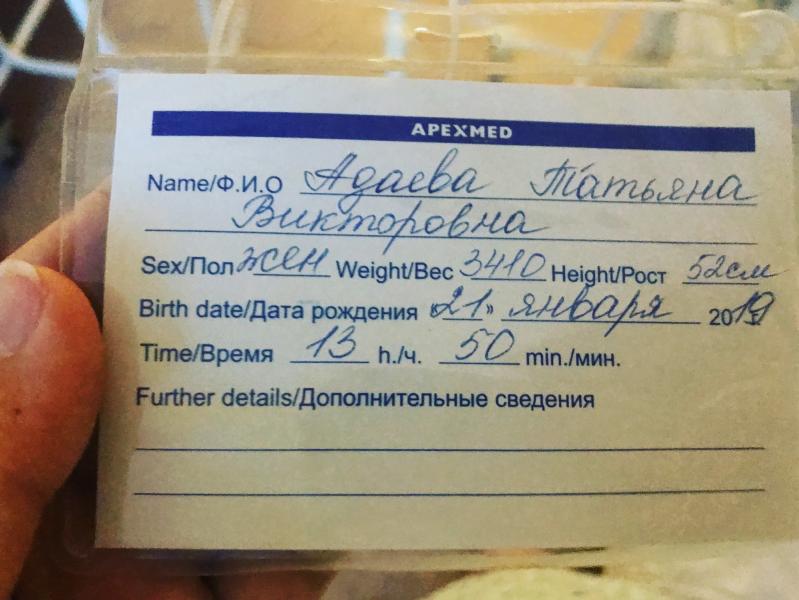 APEXMED
Name/Ф.И.О Адаева Татьяна
Викторовна
Sex/Пол жен Weight/Вес 3410 Height/Рост 52см
Birth date/Дата рождения «21» января 2019
Time/Время 13 h./ч. 50 min./мин.
Further details/Дополнительные сведения